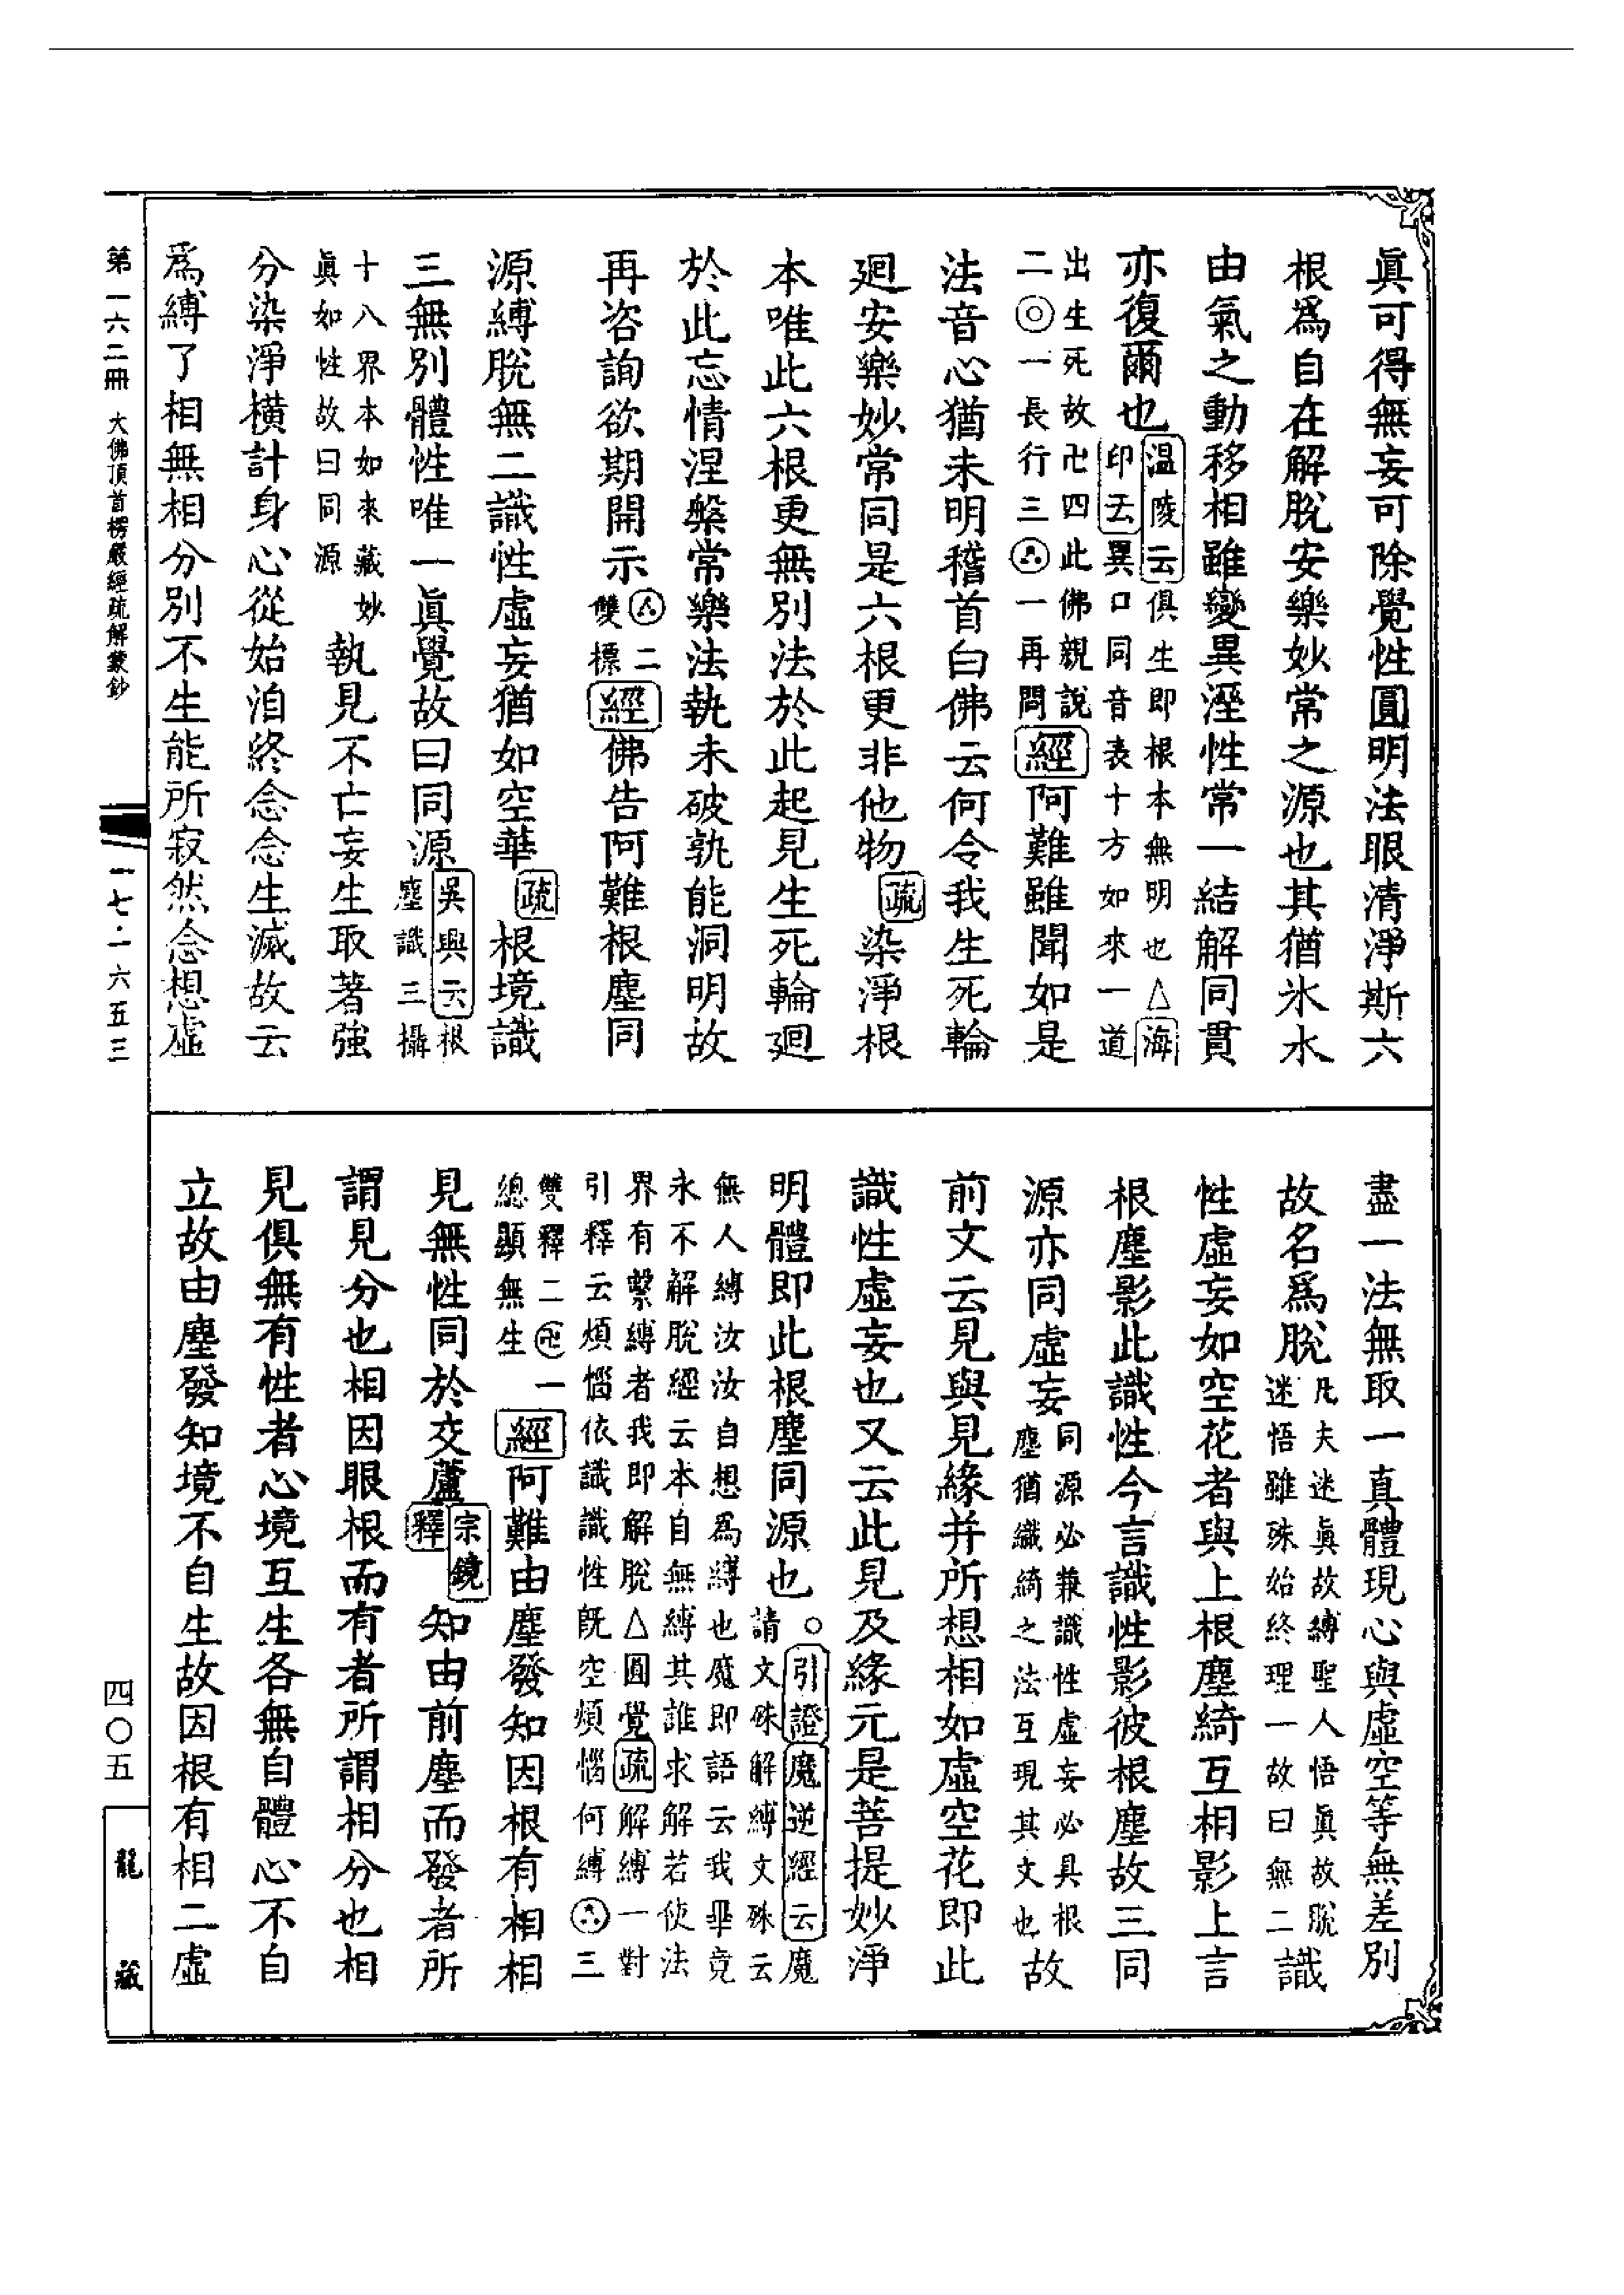 眞可得無妄可除覺性圓明法眼清淨斯六
根爲自在解脫安樂妙常之源也其猶氷水
由氣之動移相雖變異溼性常一結解同貫
亦復爾也溫陵云俱生即根本無明也△海
印云異口同音表十方如來一道
出生死故卍四此佛親說
二◎一長行三一再問經阿難雖聞如是
法音心猶未明稽首白佛云何令我生死輪
廻安樂妙常同是六根更非他物疏染淨根
本唯此六根更無別法於此起見生死輪廻
於此忘情涅槃常樂法執未破孰能洞明故
再咨詢欲期開示二
雙標經佛告阿難根塵同
源縛脫無二識性虛妄猶如空華疏根境識
三無別體性唯一眞覺故曰同源吳興云根
塵識三攝
十八界本如來藏妙
眞如性故曰同源執見不亡妄生取著強
分染淨橫計身心從始洎終念念生滅故云
爲縛了相無相分別不生能所寂然念想虛
盡一法無取一真體現心與虛空等無差別
故名爲脫凡夫迷眞故縛聖人悟眞故脫
迷悟雖殊始終理一故曰無二識
性虛妄如空花者與上根塵綺互相影上言
根塵影此識性今言識性影彼根塵故三同
源亦同虛妄同源必兼識性虛妄必具根
塵猶織綺之法互現其文也故
前文云見與見緣并所想相如虛空花即此
識性虛妄也又云此見及緣元是菩提妙淨
明體即此根塵同源也○引證魔逆經云魔
請文殊解縛文殊云
無人縛汝汝自想爲縛也魔即語云我畢竟
永不解脫經云本自無縛其誰求解若使法
界有繫縛者我即解脫△圓覺疏解縛一對
引釋云煩惱依識識性旣空煩惱何縛三
雙釋二卍一
總顯無生經阿難由塵發知因根有相相
見無性同於交蘆宗鏡
釋知由前塵而發者所
謂見分也相因眼根而有者所謂相分也相
見俱無有性者心境互生各無自體心不自
立故由塵發知境不自生故因根有相二虛
第一六二冊 大佛頂首楞嚴經疏解蒙鈔
一七·一六五三
四〇五
龍藏